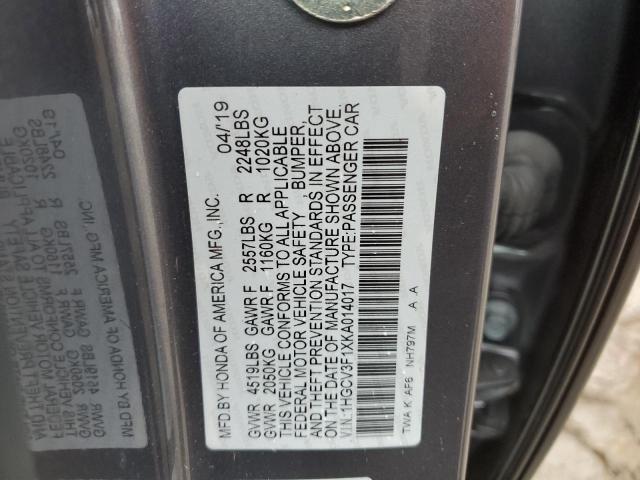 MFD BY HONDA OF AMERICA MFG.,INC. 04/19
GVWR 4519LBS GAWR F 2557LBS R 2248LBS
GVWR 2050KG GAWR F 1160KG R 1020KG
THIS VEHICLE CONFORMS TO ALL APPLICABLE
FEDERAL MOTOR VEHICLE SAFETY , BUMPER,
AND THEFT PREVENTION STANDARDS IN EFFECT
ON THE DATE OF MANUFACTURE SHOWN ABOVE.
V.I.N.:1HGCV3F1XKA014017 TYPE:PASSENGER CAR
TWA K AF6 NH797M A A